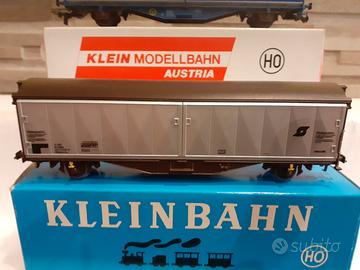 KLEIN MODELLBAHN
AUSTRIA
HO
KLEINBAHN
HO
subito